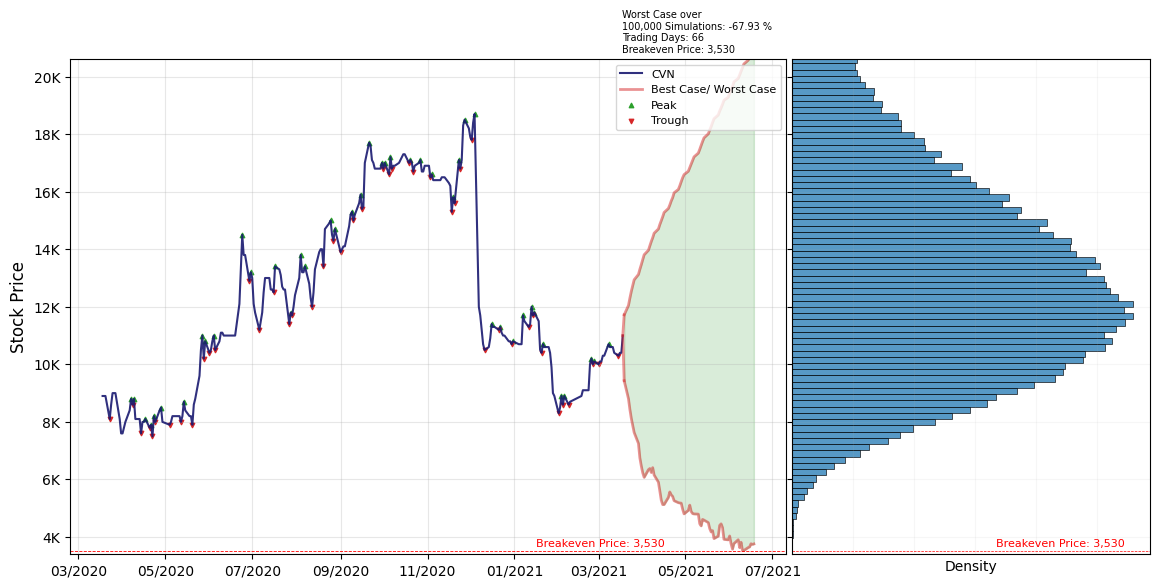 Worst Case over
100,000 Simulations: -67.93 %
Trading Days: 66
Breakeven Price: 3,530
CVN
Best Case/ Worst Case
Peak
Trough
Stock Price
20K
18K
16K
14K
12K
10K
8K
6K
4K
Breakeven Price: 3,530
Breakeven Price: 3,530
03/2020
05/2020
07/2020
09/2020
11/2020
01/2021
03/2021
05/2021
07/2021
Density